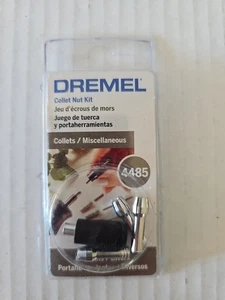 DREMEL
Collet Nut Kit
Jeu d'écrous de mors
Juego de tuerca
y portaherramientas
Collets / Miscellaneous
4485